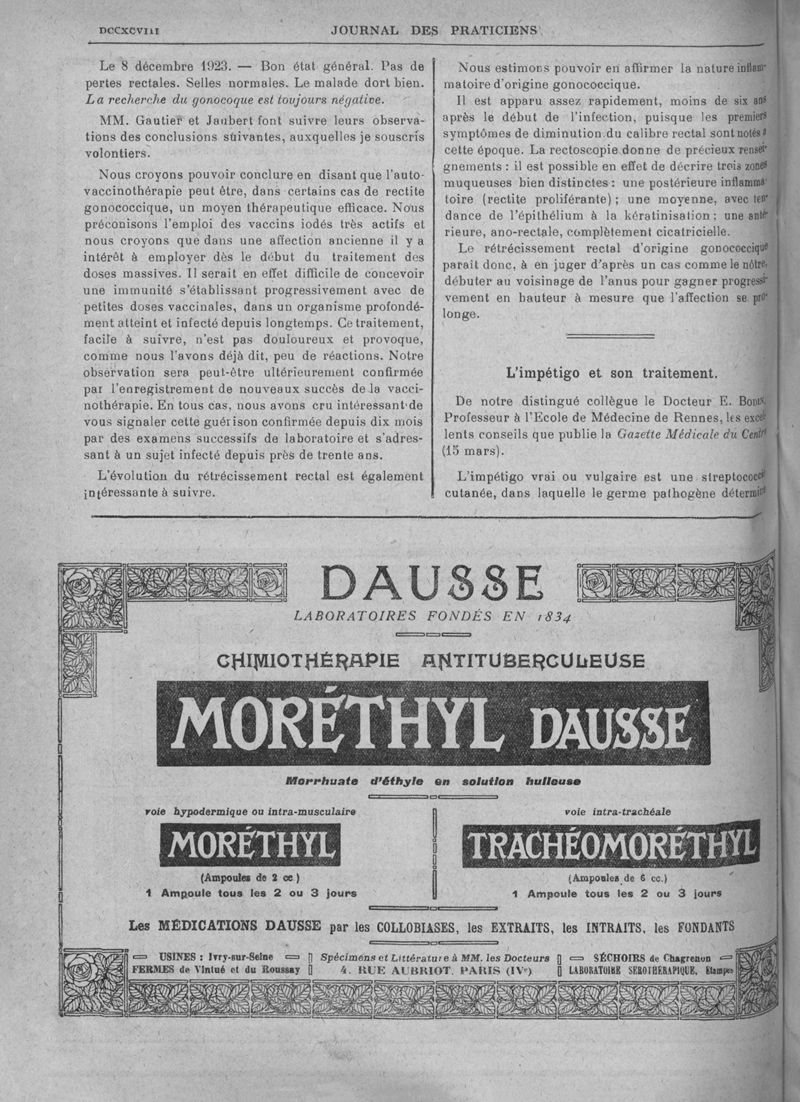 DCCXCVIII
JOURNAL DES PRATICIENS
Le 8 décembre 1923. — Bon état général. Pas de
pertes rectales. Selles normales. Le malade dort bien.
La recherche du gonocoque est toujours négative.
MM. Gautier et Jaubert font suivre leurs observa-
tions des conclusions suivantes, auxquelles je souscris
volontiers.
Nous croyons pouvoir conclure en disant que l'auto-
vaccinothérapie peut être, dans certains cas de rectite
gonococcique, un moyen thérapeutique efficace. Nous
préconisons l'emploi des vaccins iodés très actifs et
nous croyons que dans une affection ancienne il y a
intérêt à employer dès le début du traitement des
doses massives. Il serait en effet difficile de concevoir
une immunité s'établissant progressivement avec de
petites doses vaccinales, dans un organisme profondé-
ment atteint et infecté depuis longtemps. Ce traitement,
facile à suivre, n'est pas douloureux et provoque,
comme nous l'avons déjà dit, peu de réactions. Notre
observation sera peut-être ultérieurement confirmée
par l'enregistrement de nouveaux succès de la vacci-
nothérapie. En tous cas, nous avons cru intéressant de
vous signaler cette guérison confirmée depuis dix mois
par des examens successifs de laboratoire et s'adres-
sant à un sujet infecté depuis près de trente ans.
L'évolution du rétrécissement rectal est également
intéressante à suivre.
Nous estimons pouvoir en affirmer la nature inflam-
matoire d'origine gonococcique.
Il est apparu assez rapidement, moins de six ans
après le début de l'infection, puisque les premiers
symptômes de diminution du calibre rectal sont notés à
cette époque. La rectoscopie donne de précieux rensei-
gnements : il est possible en effet de décrire trois zones
muqueuses bien distinctes : une postérieure inflamma-
toire (rectite proliférante) ; une moyenne, avec ten-
dance de l'épithélium à la kératinisation ; une anté-
rieure, ano-rectale, complètement cicatricielle.
Le rétrécissement rectal d'origine gonococcique
parait donc, à en juger d'après un cas comme le nôtre,
débuter au voisinage de l'anus pour gagner progressi-
vement en hauteur à mesure que l'affection se pro-
longe.
L'impétigo et son traitement.
De notre distingué collègue le Docteur E. Bodin,
Professeur à l'Ecole de Médecine de Rennes, les excel-
lents conseils que publie la Gazette Médicale du Centre
(15 mars).
L'impétigo vrai ou vulgaire est une streptococcie
cutanée, dans laquelle le germe pathogène détermine
DAUSSE
LABORATOIRES FONDÉS EN 1834
CHIMIOTHÉRAPIE ANTITUBERCULEUSE
MORÉTHYL DAUSSE
Morrhuate d'éthyle en solution huileuse
voie hypodermique ou intra-musculaire
MORÉTHYL
(Ampoules de 2 cc)
1 Ampoule tous les 2 ou 3 jours
voie intra-trachéale
TRACHÉOMORÉTHYL
(Ampoules de 6 cc.)
1 Ampoule tous les 2 ou 3 jours
Les MÉDICATIONS DAUSSE par les COLLOBIASES, les EXTRAITS, les INTRAITS, les FONDANTS
USINES : Ivry-sur-Seine
FERMES de Vintué et du Roussay
Spécimens et Littérature à MM. les Docteurs
4, RUE AUBRIOT, PARIS (IVe)
SÉCHOIRS de Chagrenon
LABORATOIRE SEROTHERAPIQUE, Etampes